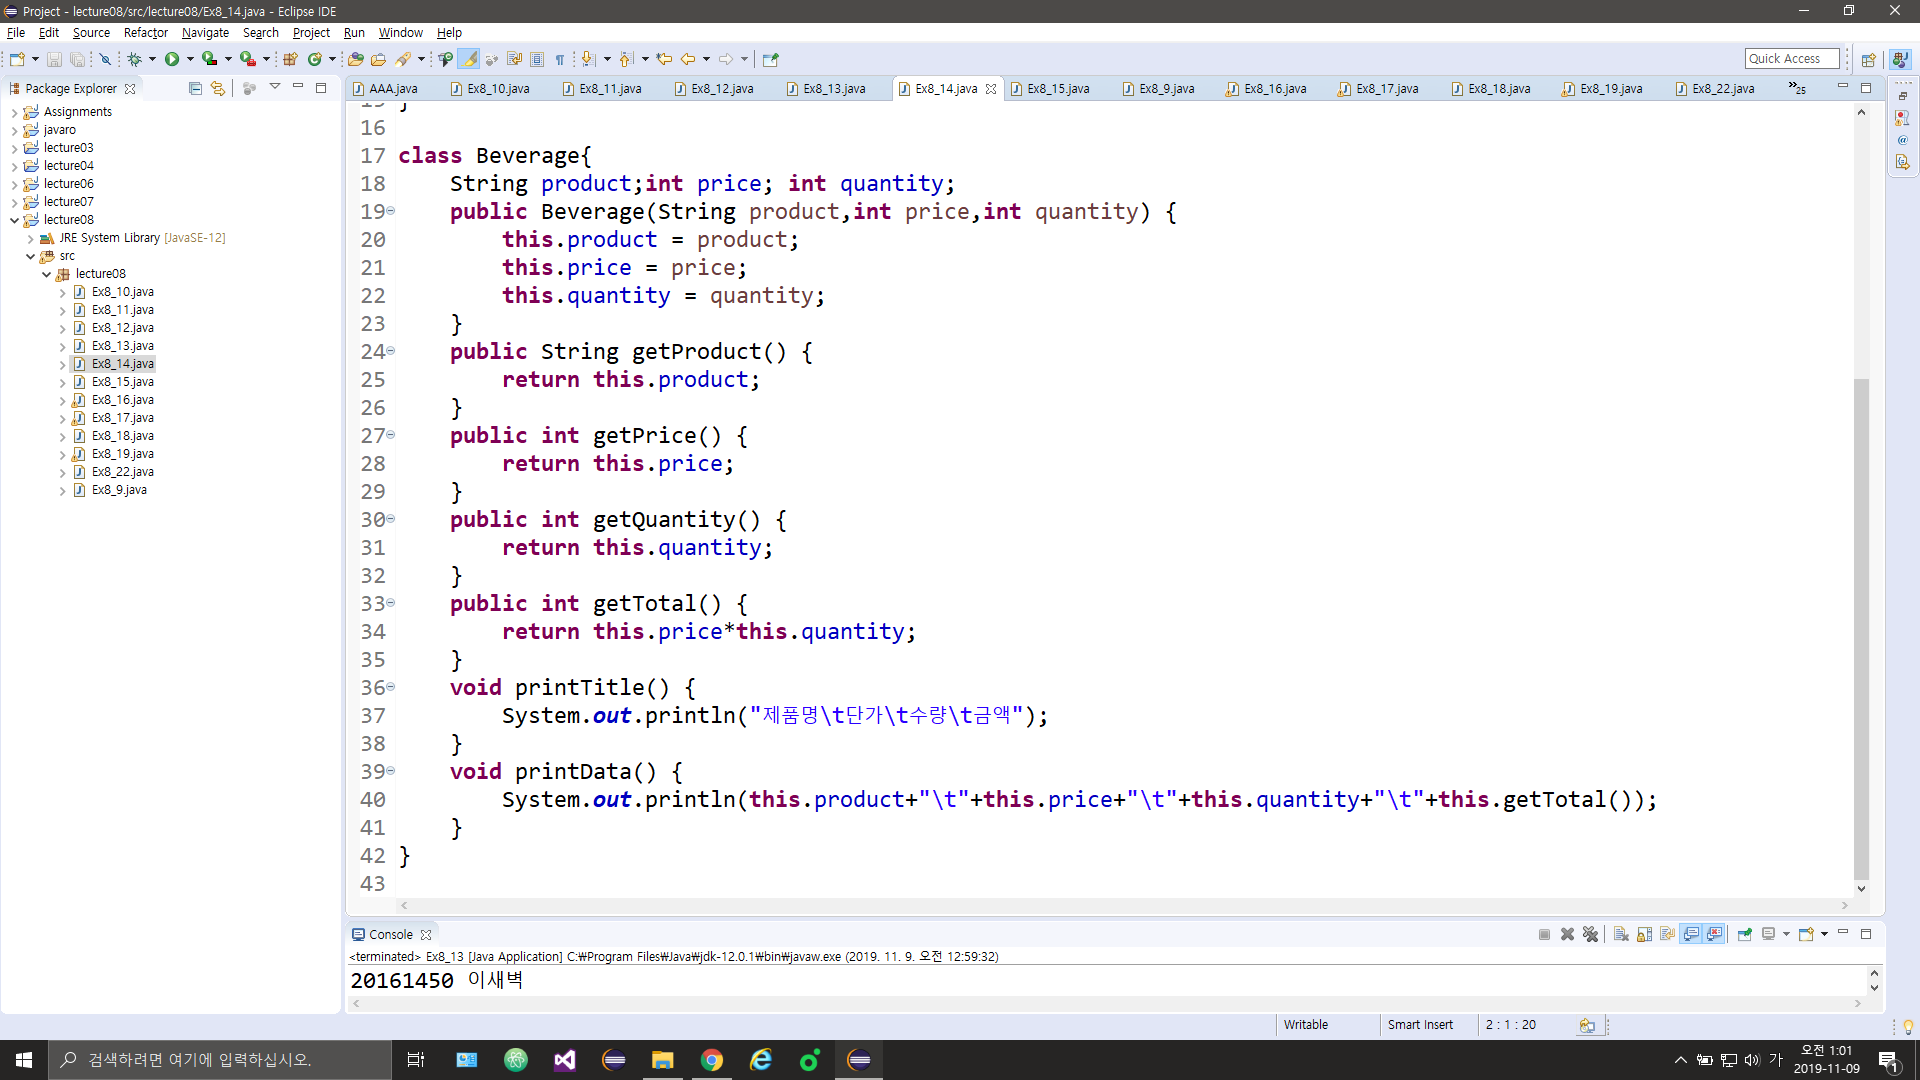 Project - lecture08/src/lecture08/Ex8_14.java - Eclipse IDE
File Edit Source Refactor Navigate Search Project Run Window Help
Quick Access
Package Explorer
AAA.java Ex8_10.java Ex8_11.java Ex8_12.java Ex8_13.java Ex8_14.java Ex8_15.java Ex8_9.java Ex8_16.java Ex8_17.java Ex8_18.java Ex8_19.java Ex8_22.java »25
Assignments
javaro
lecture03
lecture04
lecture06
lecture07
lecture08
JRE System Library [JavaSE-12]
src
lecture08
Ex8_10.java
Ex8_11.java
Ex8_12.java
Ex8_13.java
Ex8_14.java
Ex8_15.java
Ex8_16.java
Ex8_17.java
Ex8_18.java
Ex8_19.java
Ex8_22.java
Ex8_9.java
15 }
16
17 class Beverage{
18     String product;int price; int quantity;
19     public Beverage(String product,int price,int quantity) {
20         this.product = product;
21         this.price = price;
22         this.quantity = quantity;
23     }
24     public String getProduct() {
25         return this.product;
26     }
27     public int getPrice() {
28         return this.price;
29     }
30     public int getQuantity() {
31         return this.quantity;
32     }
33     public int getTotal() {
34         return this.price*this.quantity;
35     }
36     void printTitle() {
37         System.out.println("제품명\t단가\t수량\t금액");
38     }
39     void printData() {
40         System.out.println(this.product+"\t"+this.price+"\t"+this.quantity+"\t"+this.getTotal());
41     }
42 }
43
Console
<terminated> Ex8_13 [Java Application] C:₩Program Files₩Java₩jdk-12.0.1₩bin₩javaw.exe (2019. 11. 9. 오전 12:59:32)
20161450 이새벽
Writable Smart Insert 2 : 1 : 20
검색하려면 여기에 입력하십시오.
가
오전 1:01
2019-11-09
1